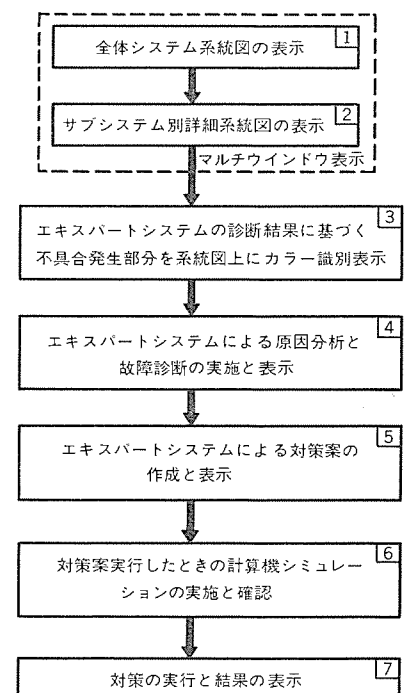 1
全体システム系統図の表示
2
サブシステム別詳細系統図の表示
マルチウインドウ表示
3
エキスパートシステムの診断結果に基づく
不具合発生部分を系統図上にカラー識別表示
4
エキスパートシステムによる原因分析と
故障診断の実施と表示
5
エキスパートシステムによる対策案の
作成と表示
6
対策案実行したときの計算機シミュレー
ションの実施と確認
7
対策の実行と結果の表示